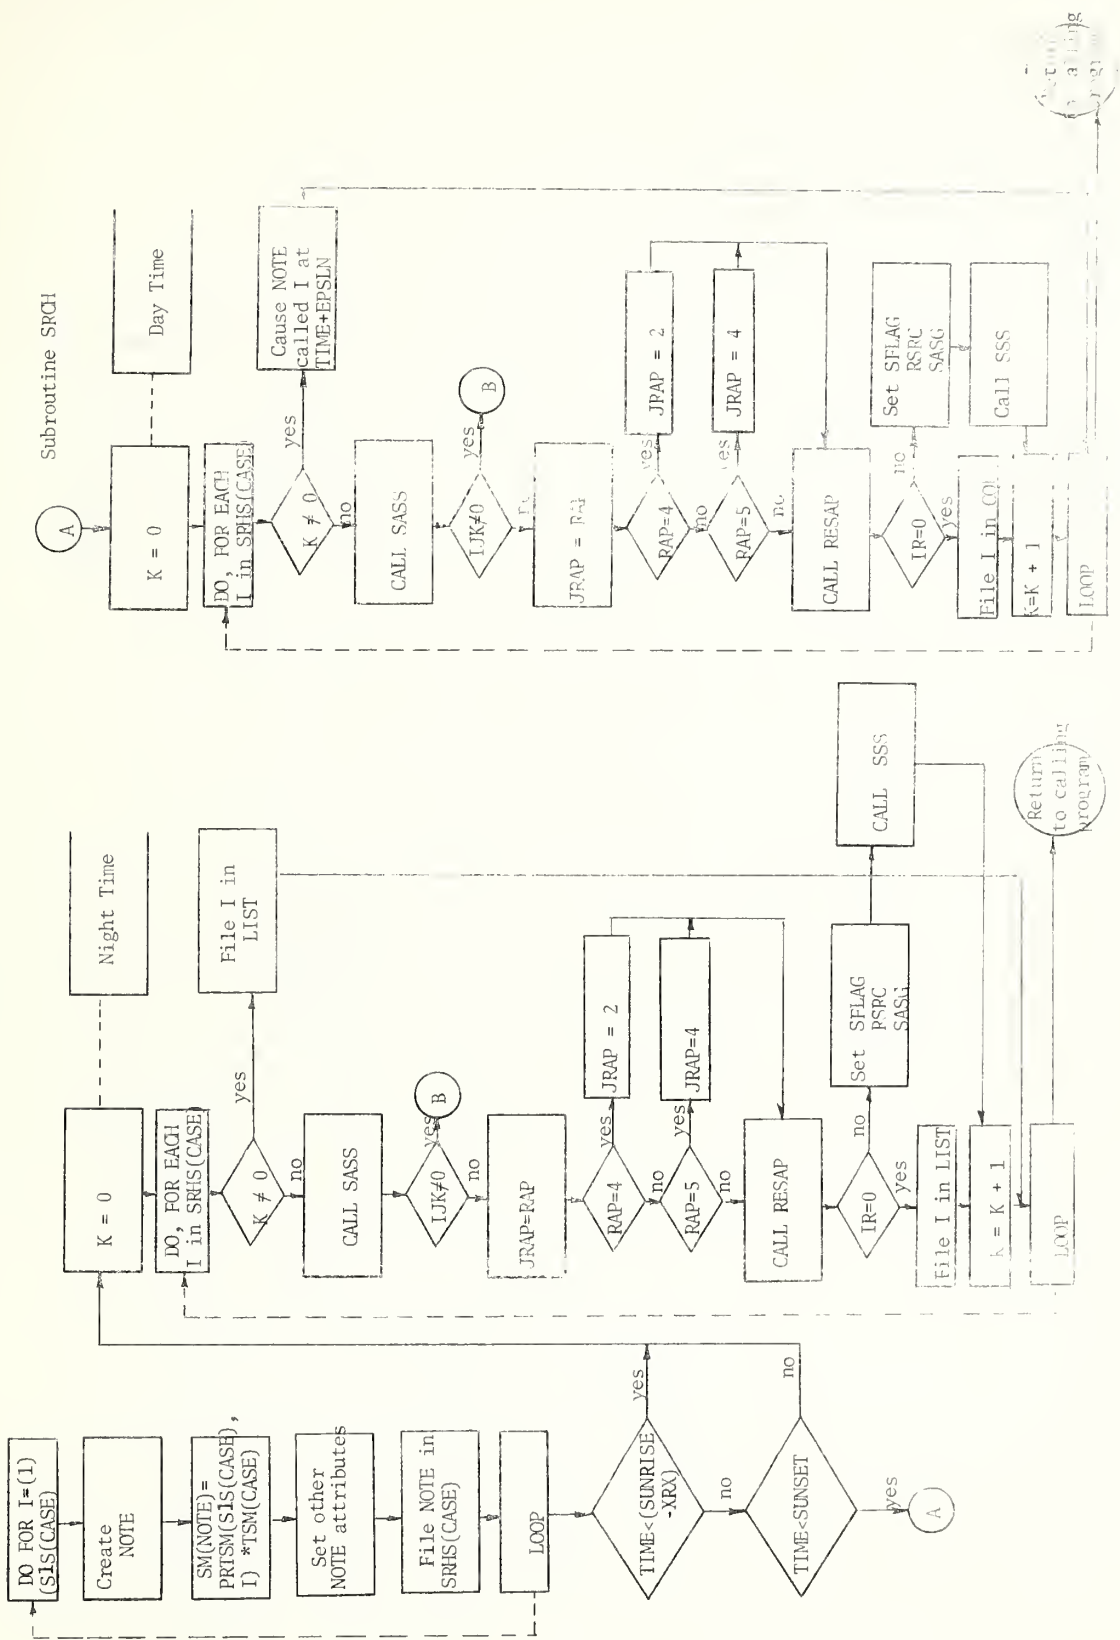 Subroutine SRCH
DO FOR I=(1)
(S1S(CASE)
Create
NOTE
SM(NOTE)=
PRTSM(S1S(CASE),
I) *TSM(CASE)
Set other
NOTE attributes
File NOTE in
SRHS(CASE)
LOOP
TIME<(SUNRISE
-XRX)
yes
no
TIME<SUNSET
no
yes
A
K = 0
Night Time
DO, FOR EACH
I in SRHS(CASE)
K ≠ 0
yes
File I in
LIST
no
CALL SASS
IJK≠0
yes
B
no
JRAP=RAP
RAP=4
yes
JRAP = 2
no
RAP=5
yes
JRAP=4
no
CALL RESAP
IR=0
no
Set SFLAG
RSRC
SASG
CALL SSS
yes
File I in LIST
K = K + 1
LOOP
Return
to calling
program
A
K = 0
Day Time
DO, FOR EACH
I in SRHS(CASE)
K ≠ 0
yes
Cause NOTE
called I at
TIME+EPSLN
no
CALL SASS
IJK≠0
yes
B
JRAP = RAP
RAP=4
yes
JRAP = 2
no
RAP=5
yes
JRAP = 4
no
CALL RESAP
IR=0
no
Set SFLAG
RSRC
SASG
Call SSS
yes
File I in
K=K + 1
LOOP